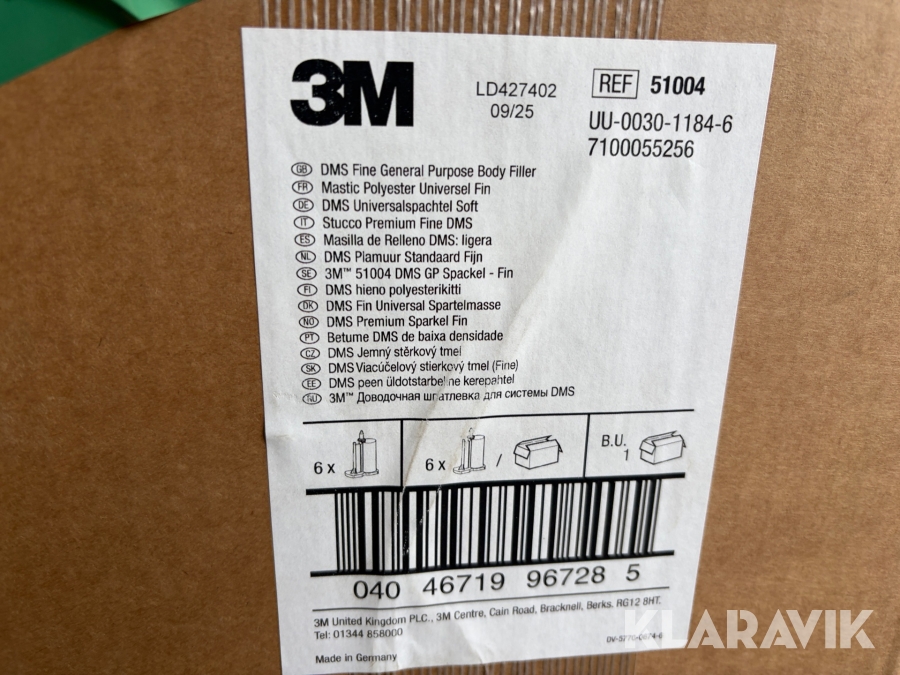 3M
LD427402
09/25
REF 51004
UU-0030-1184-6
7100055256
GB DMS Fine General Purpose Body Filler
FR Mastic Polyester Universel Fin
DE DMS Universalspachtel Soft
IT Stucco Premium Fine DMS
ES Masilla de Relleno DMS: ligera
NL DMS Plamuur Standaard Fijn
SE 3M™ 51004 DMS GP Spackel - Fin
FI DMS hieno polyesterikitti
DK DMS Fin Universal Spartelmasse
NO DMS Premium Sparkel Fin
PT Betume DMS de baixa densidade
CZ DMS Jemný stěrkový tmel
SK DMS Viacúčelový stierkový tmel (Fine)
EE DMS peen üldotstarbeline kerepahtel
RU 3M™ Доводочная шпатлевка для системы DMS
6 x
6 x /
B.U.
1
040 46719 96728 5
3M United Kingdom PLC., 3M Centre, Cain Road, Bracknell, Berks. RG12 8HT.
Tel: 01344 858000
Made in Germany
KLARAVIK